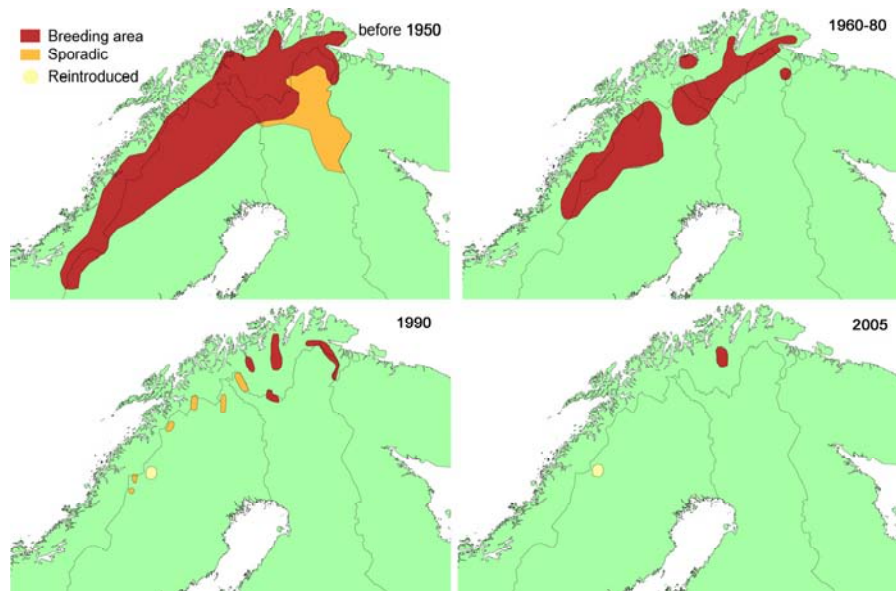 Breeding area
Sporadic
Reintroduced
before 1950
1960-80
1990
2005